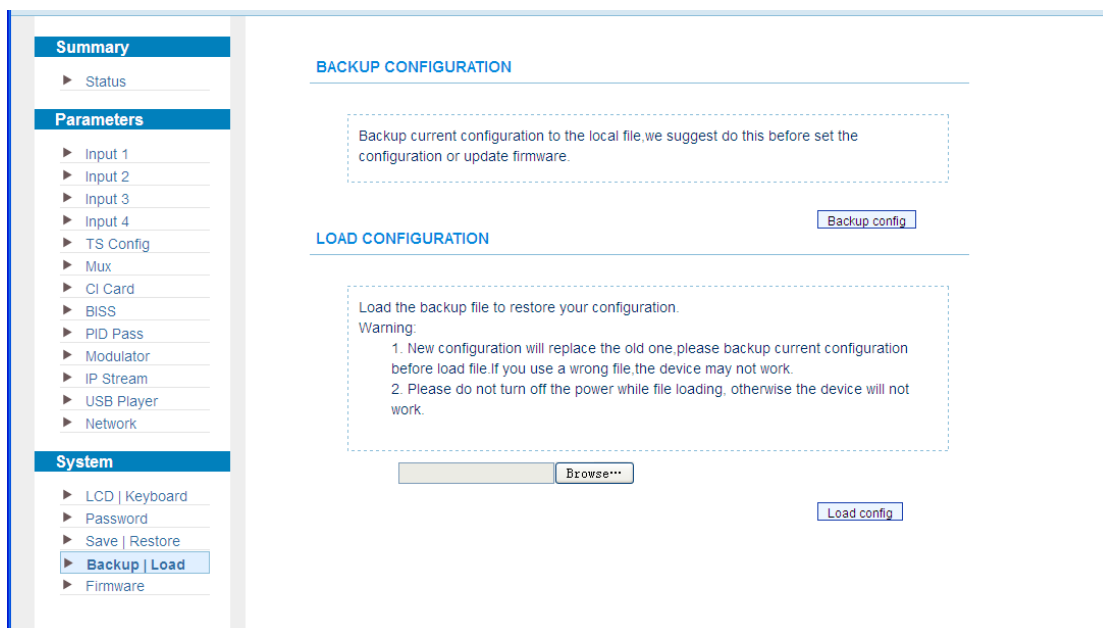 Summary
Status
Parameters
Input 1
Input 2
Input 3
Input 4
TS Config
Mux
CI Card
BISS
PID Pass
Modulator
IP Stream
USB Player
Network
System
LCD | Keyboard
Password
Save | Restore
Backup | Load
Firmware
BACKUP CONFIGURATION
Backup current configuration to the local file,we suggest do this before set the
configuration or update firmware.
Backup config
LOAD CONFIGURATION
Load the backup file to restore your configuration.
Warning:
1. New configuration will replace the old one,please backup current configuration
before load file.If you use a wrong file,the device may not work.
2. Please do not turn off the power while file loading, otherwise the device will not
work.
Browse…
Load config